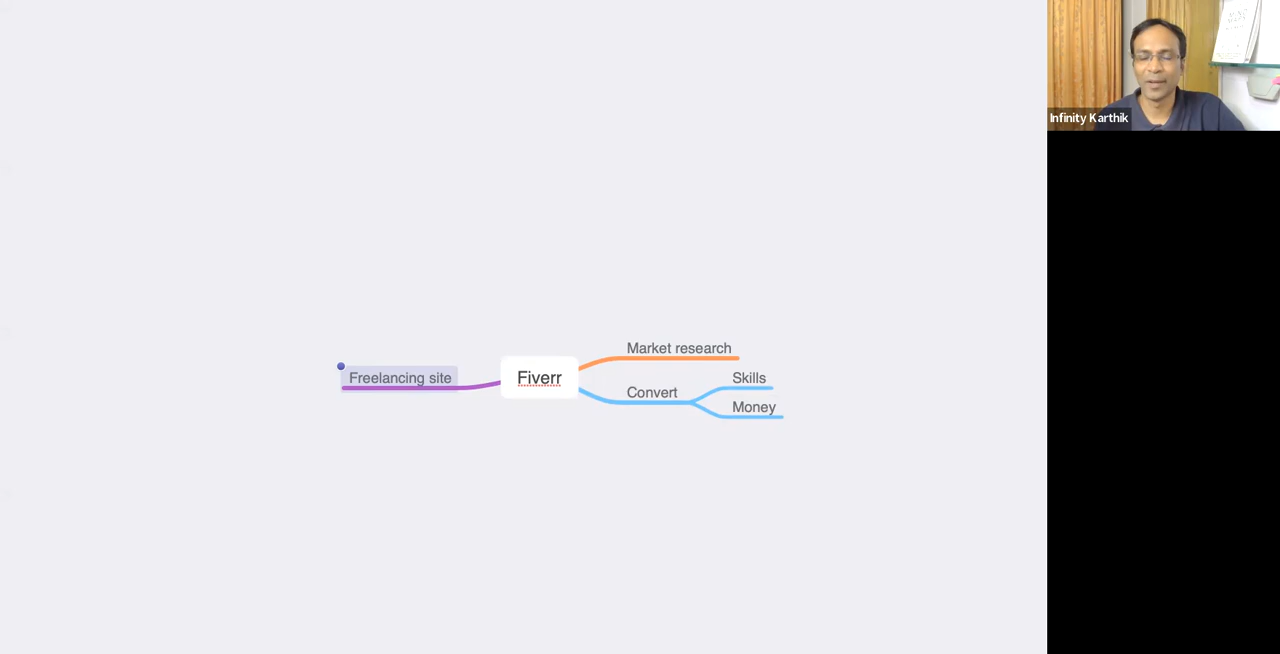 Infinity Karthik
Market research
Freelancing site
Fiverr
Skills
Convert
Money